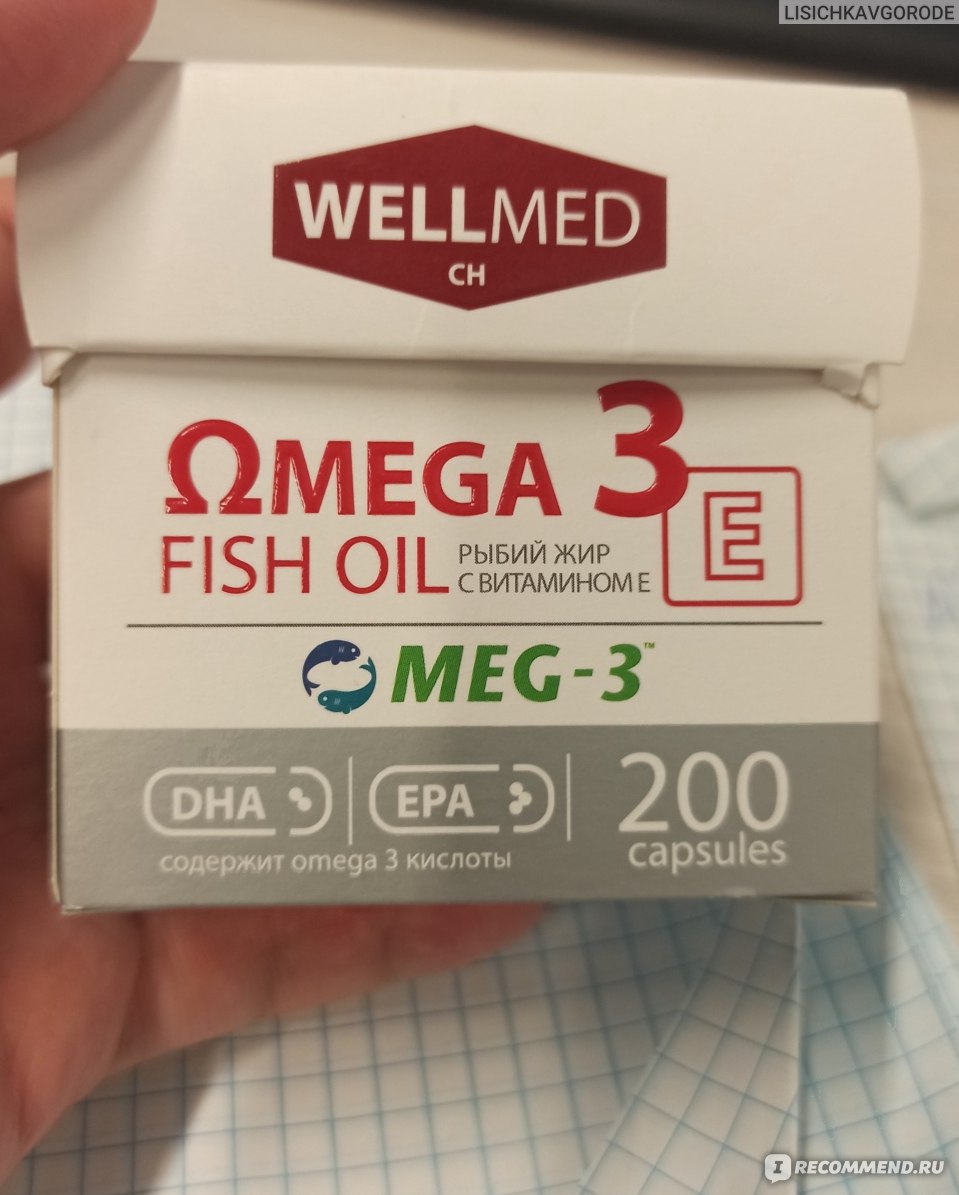 LISICHKAVGORODE
WELLMED
CH
ΩMEGA 3
FISH OIL
РЫБИЙ ЖИР
С ВИТАМИНОМ Е
E
MEG-3™
DHA
EPA
200
capsules
содержит omega 3 кислоты
I RECOMMEND.RU